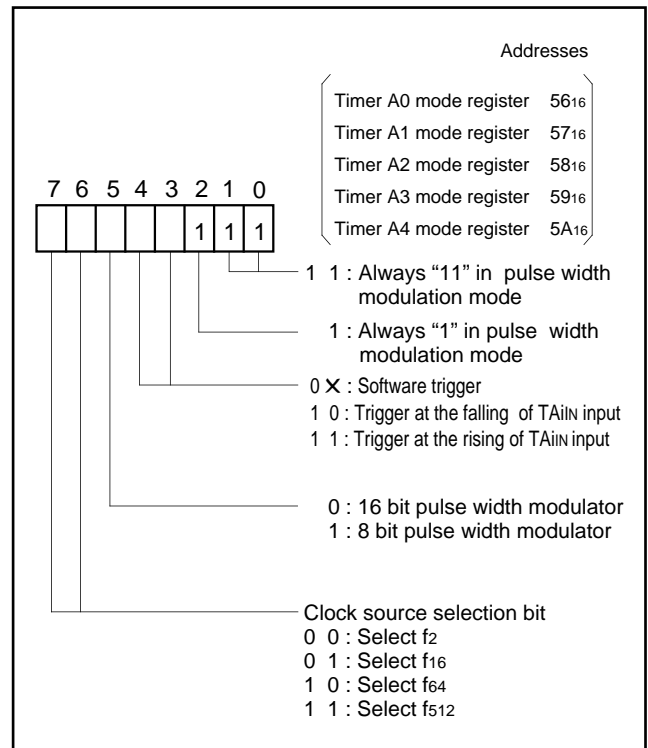 Addresses
Timer A0 mode register 5616
Timer A1 mode register 5716
Timer A2 mode register 5816
Timer A3 mode register 5916
Timer A4 mode register 5A16
7 6 5 4 3 2 1 0
1 1 1
1 1 : Always “11” in pulse width
modulation mode
1 : Always “1” in pulse width
modulation mode
0 × : Software trigger
1 0 : Trigger at the falling of TAiIN input
1 1 : Trigger at the rising of TAiIN input
0 : 16 bit pulse width modulator
1 : 8 bit pulse width modulator
Clock source selection bit
0 0 : Select f2
0 1 : Select f16
1 0 : Select f64
1 1 : Select f512